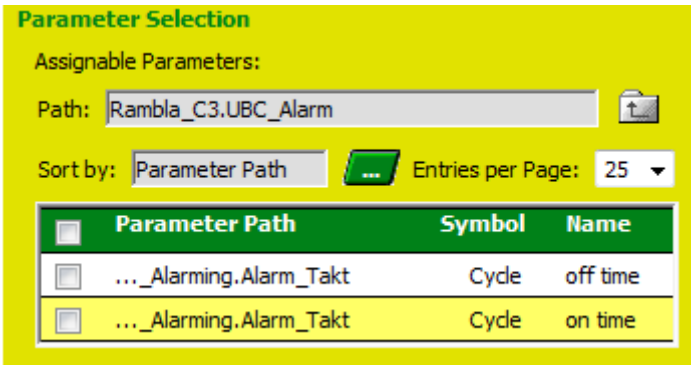 Parameter Selection
Assignable Parameters:
Path: Rambla_C3.UBC_Alarm
Sort by: Parameter Path ... Entries per Page: 25
Parameter Path Symbol Name
..._Alarming.Alarm_Takt Cycle off time
..._Alarming.Alarm_Takt Cycle on time